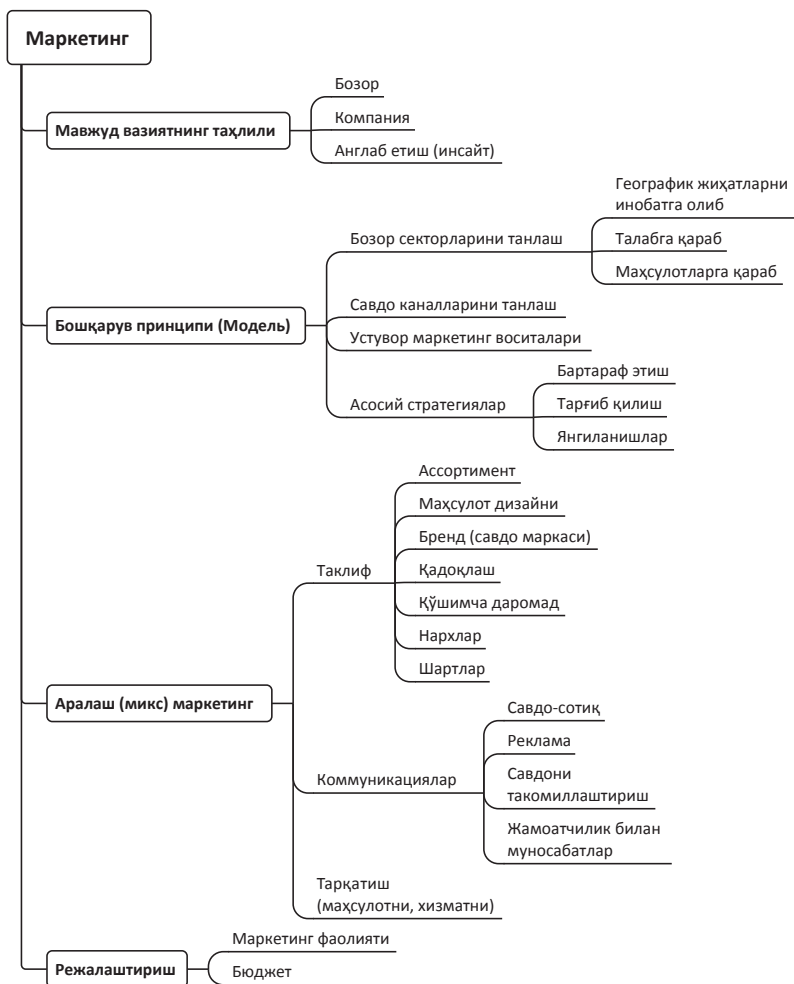 Маркетинг
Мавжуд вазиятнинг таҳлили
Бозор
Компания
Англаб етиш (инсайт)
Бошқарув принципи (Модель)
Бозор секторларини танлаш
Географик жиҳатларни
инобатга олиб
Талабга қараб
Маҳсулотларга қараб
Савдо каналларини танлаш
Устувор маркетинг воситалари
Асосий стратегиялар
Бартараф этиш
Тарғиб қилиш
Янгиланишлар
Аралаш (микс) маркетинг
Таклиф
Ассортимент
Маҳсулот дизайни
Бренд (савдо маркаси)
Қадоқлаш
Қўшимча даромад
Нархлар
Шартлар
Коммуникациялар
Савдо-сотиқ
Реклама
Савдони
такомиллаштириш
Жамоатчилик билан
муносабатлар
Тарқатиш
(маҳсулотни, хизматни)
Режалаштириш
Маркетинг фаолияти
Бюджет